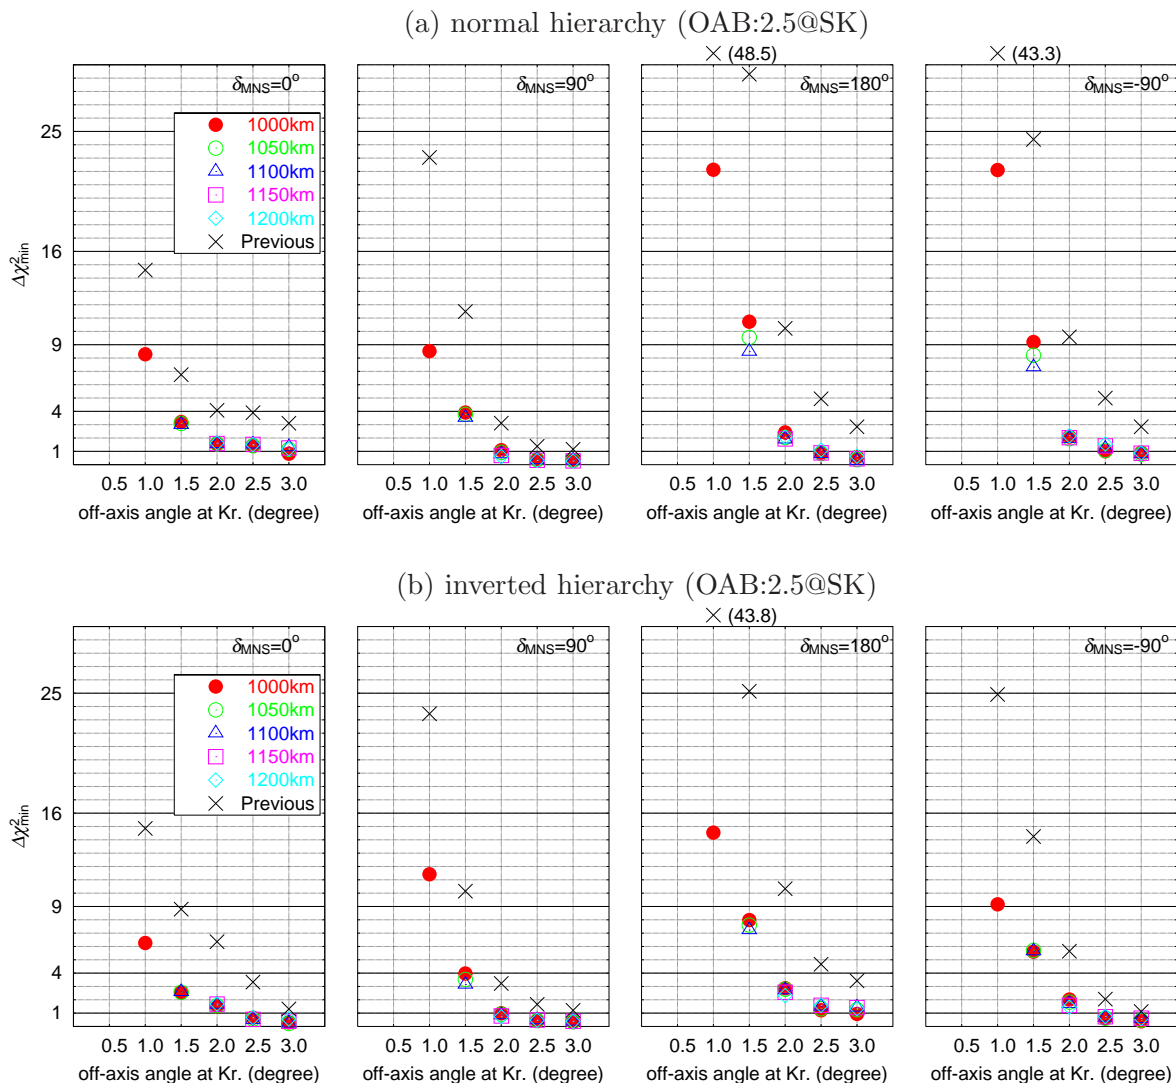 (a) normal hierarchy (OAB:2.5@SK)
(48.5) (43.3)
δMNS=0° δMNS=90° δMNS=180° δMNS=-90°
1000km
1050km
1100km
1150km
1200km
Previous
25
16
9
4
1
Δχ²min
0.5 1.0 1.5 2.0 2.5 3.0 0.5 1.0 1.5 2.0 2.5 3.0 0.5 1.0 1.5 2.0 2.5 3.0 0.5 1.0 1.5 2.0 2.5 3.0
off-axis angle at Kr. (degree) off-axis angle at Kr. (degree) off-axis angle at Kr. (degree) off-axis angle at Kr. (degree)
(b) inverted hierarchy (OAB:2.5@SK)
(43.8)
δMNS=0° δMNS=90° δMNS=180° δMNS=-90°
1000km
1050km
1100km
1150km
1200km
Previous
25
16
9
4
1
Δχ²min
0.5 1.0 1.5 2.0 2.5 3.0 0.5 1.0 1.5 2.0 2.5 3.0 0.5 1.0 1.5 2.0 2.5 3.0 0.5 1.0 1.5 2.0 2.5 3.0
off-axis angle at Kr. (degree) off-axis angle at Kr. (degree) off-axis angle at Kr. (degree) off-axis angle at Kr. (degree)